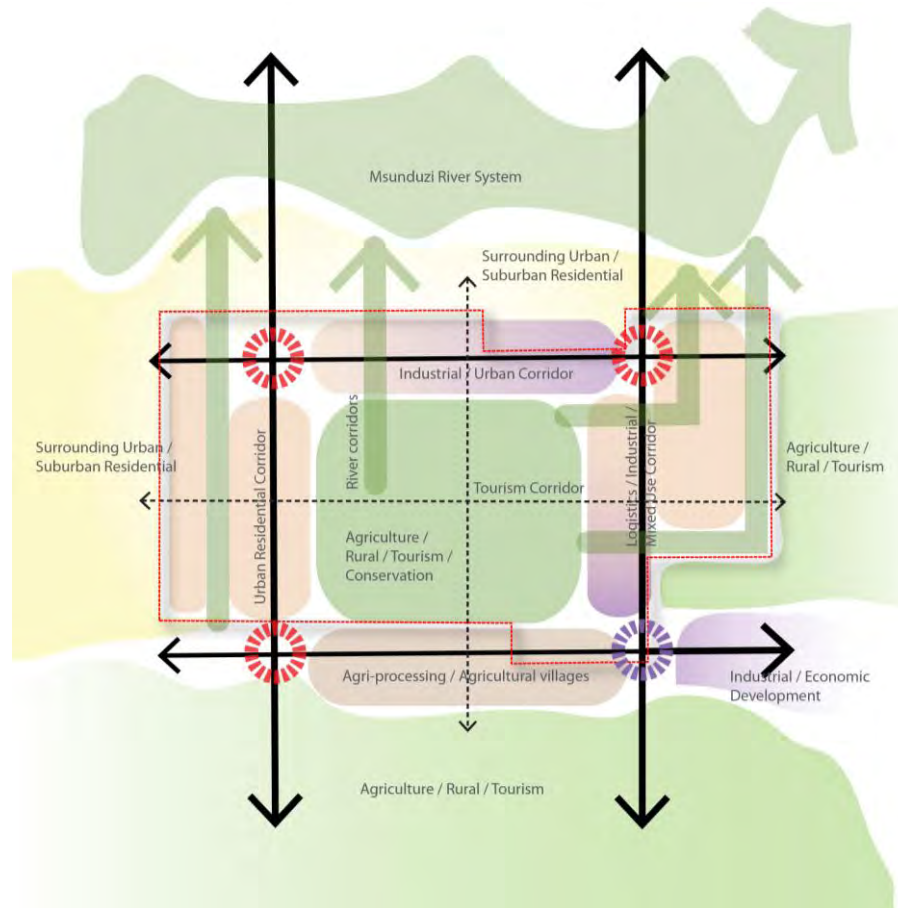 Msunduzi River System
Surrounding Urban /
Suburban Residential
Industrial / Urban Corridor
River corridors
Surrounding Urban /
Suburban Residential
Urban Residential Corridor
Tourism Corridor
Logistics / Industrial /
Mixed Use Corridor
Agriculture /
Rural / Tourism
Agriculture /
Rural / Tourism /
Conservation
Agri-processing / Agricultural villages
Industrial / Economic
Development
Agriculture / Rural / Tourism